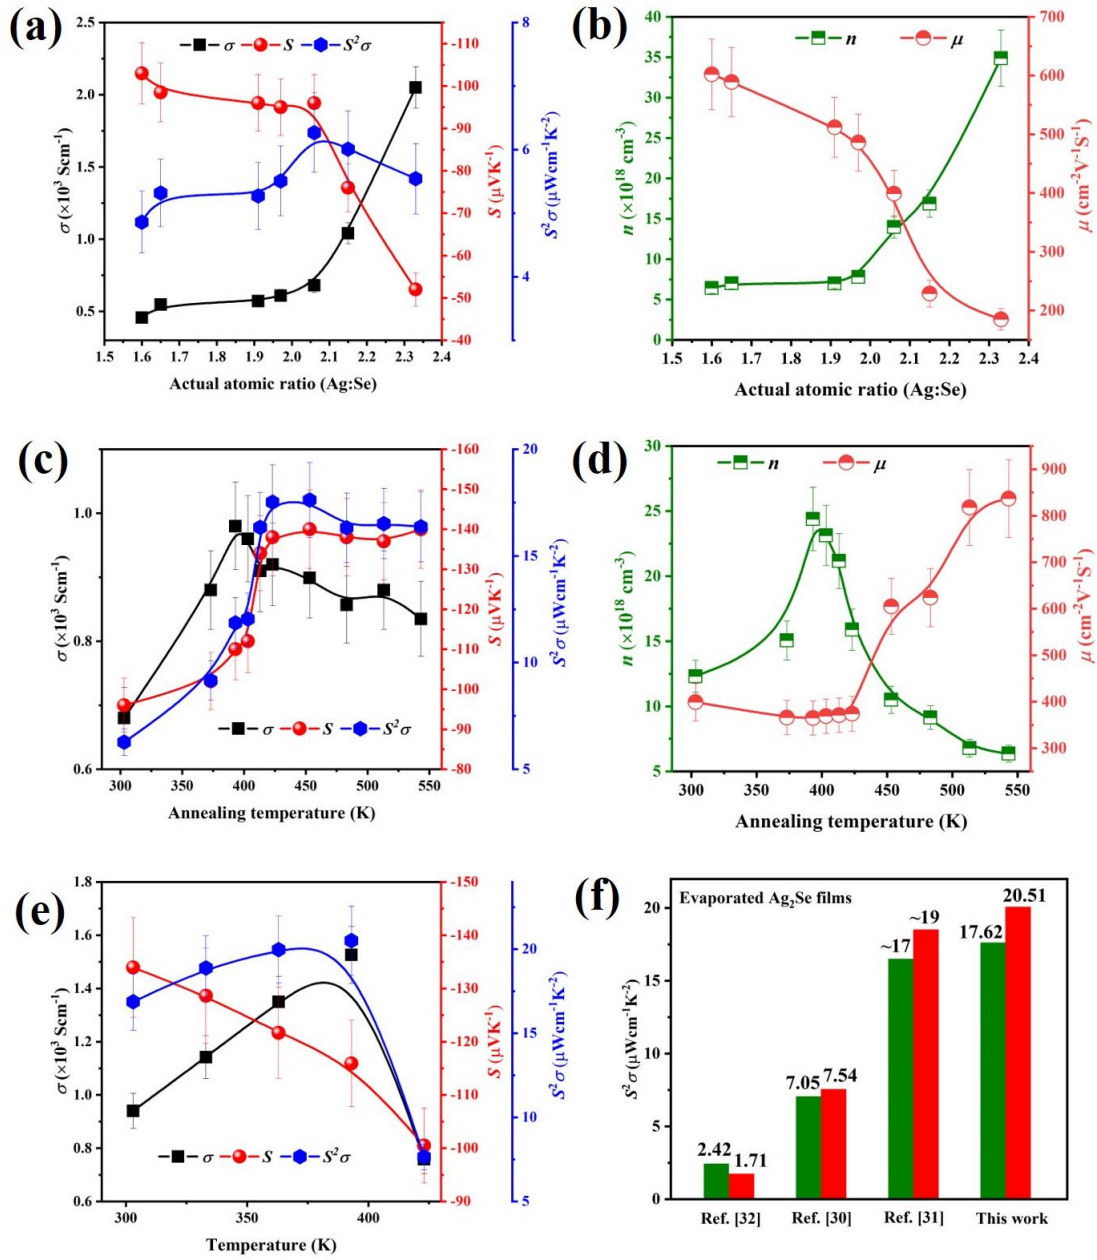 (a)
σ S S²σ
2.5
2.0
1.5
1.0
0.5
σ (×10³ Scm⁻¹)
-110
-100
-90
-80
-70
-60
-50
-40
S (μVK⁻¹)
8
6
4
S²σ (μWcm⁻¹K⁻²)
1.5 1.6 1.7 1.8 1.9 2.0 2.1 2.2 2.3 2.4
Actual atomic ratio (Ag:Se)
(b)
n μ
40
35
30
25
20
15
10
5
0
n (×10¹⁸ cm⁻³)
700
600
500
400
300
200
μ (cm⁻²V⁻¹S⁻¹)
1.5 1.6 1.7 1.8 1.9 2.0 2.1 2.2 2.3 2.4
Actual atomic ratio (Ag:Se)
(c)
1.0
0.8
0.6
σ (×10³ Scm⁻¹)
-160
-150
-140
-130
-120
-110
-100
-90
-80
S (μVK⁻¹)
20
15
10
5
S²σ (μWcm⁻¹K⁻²)
σ S S²σ
300 350 400 450 500 550
Annealing temperature (K)
(d)
n μ
30
25
20
15
10
5
n (×10¹⁸ cm⁻³)
900
800
700
600
500
400
300
μ (cm⁻²V⁻¹S⁻¹)
300 350 400 450 500 550
Annealing temperature (K)
(e)
1.8
1.6
1.4
1.2
1.0
0.8
0.6
σ (×10³ Scm⁻¹)
-150
-140
-130
-120
-110
-100
-90
S (μVK⁻¹)
20
15
10
5
S²σ (μWcm⁻¹K⁻²)
σ S S²σ
300 350 400
Temperature (K)
(f)
Evaporated Ag₂Se films
20
15
10
5
0
S²σ (μWcm⁻¹K⁻²)
2.42 1.71
7.05 7.54
~17 ~19
17.62 20.51
Ref. [32] Ref. [30] Ref. [31] This work